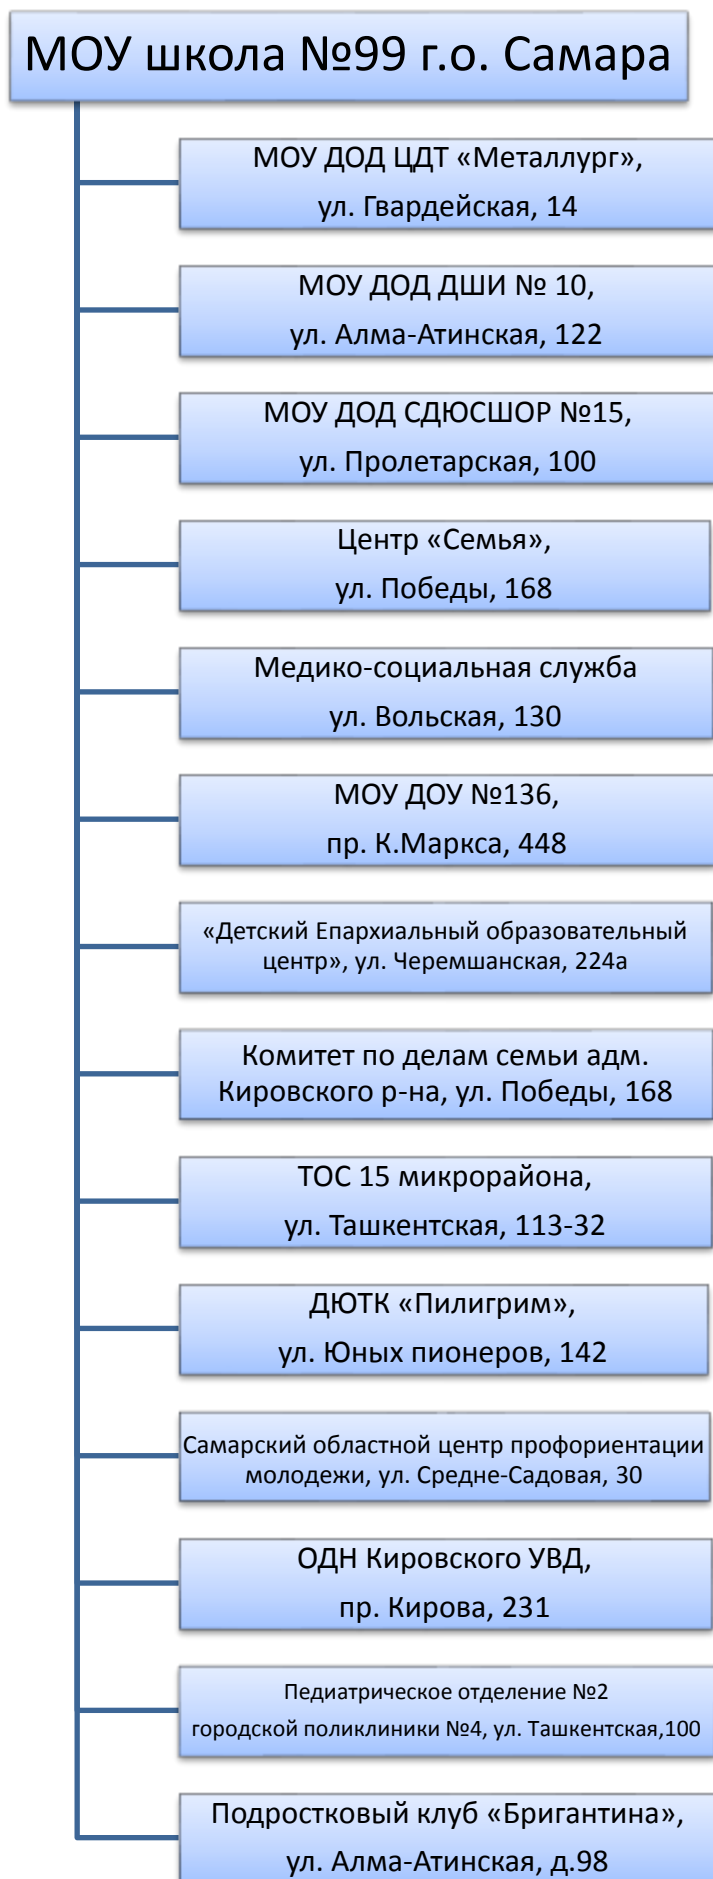 МОУ школа №99 г.о. Самара
МОУ ДОД ЦДТ «Металлург»,
ул. Гвардейская, 14
МОУ ДОД ДШИ № 10,
ул. Алма-Атинская, 122
МОУ ДОД СДЮСШОР №15,
ул. Пролетарская, 100
Центр «Семья»,
ул. Победы, 168
Медико-социальная служба
ул. Вольская, 130
МОУ ДОУ №136,
пр. К.Маркса, 448
«Детский Епархиальный образовательный
центр», ул. Черемшанская, 224а
Комитет по делам семьи адм.
Кировского р-на, ул. Победы, 168
ТОС 15 микрорайона,
ул. Ташкентская, 113-32
ДЮТК «Пилигрим»,
ул. Юных пионеров, 142
Самарский областной центр профориентации
молодежи, ул. Средне-Садовая, 30
ОДН Кировского УВД,
пр. Кирова, 231
Педиатрическое отделение №2
городской поликлиники №4, ул. Ташкентская,100
Подростковый клуб «Бригантина»,
ул. Алма-Атинская, д.98